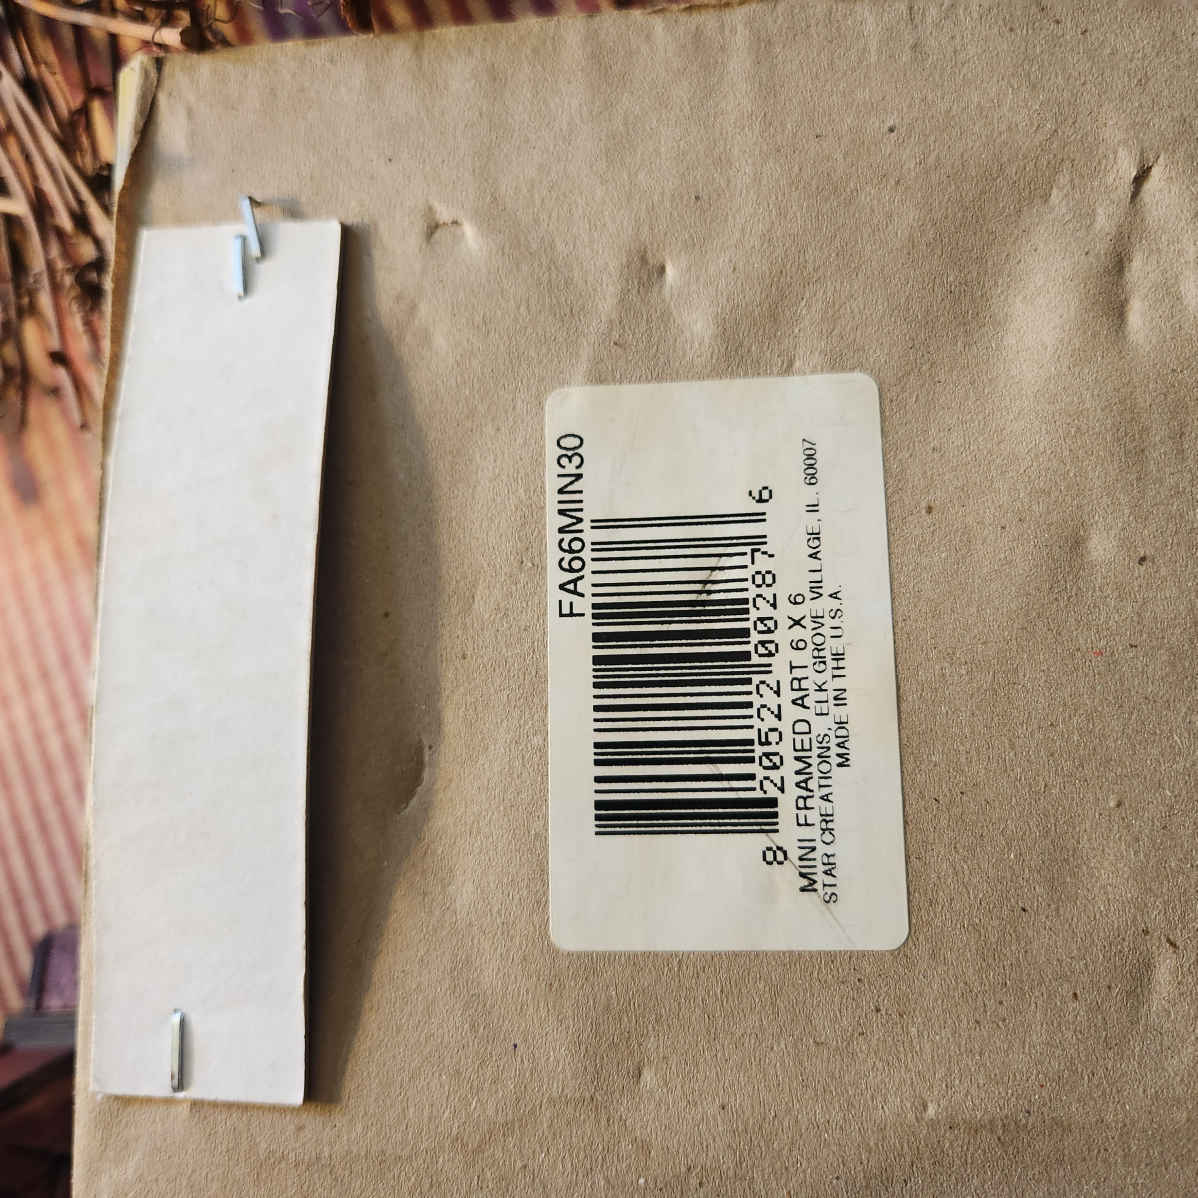 FA66MIN30
8 20522 00287 6
MINI FRAMED ART 6 X 6
STAR CREATIONS, ELK GROVE VILLAGE, IL. 60007
MADE IN THE U.S.A.